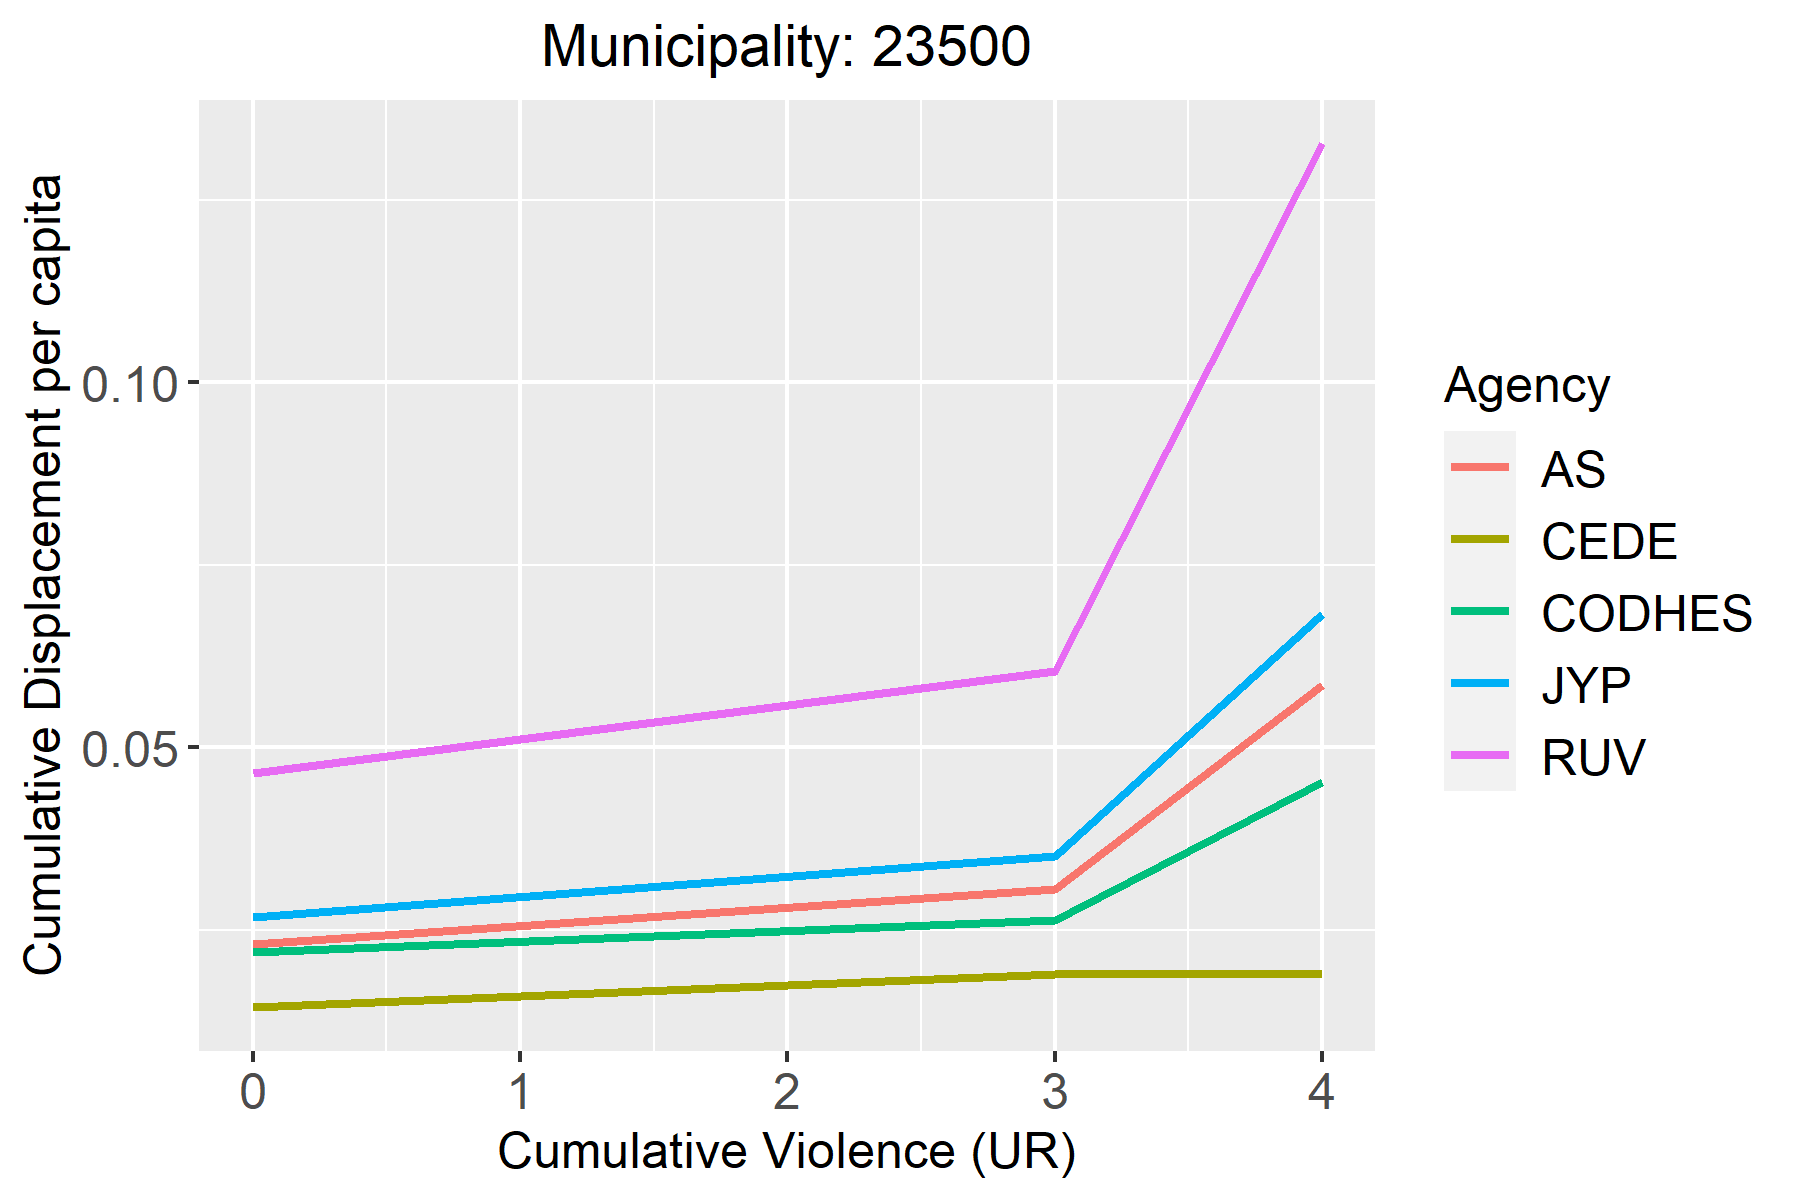 Municipality: 23500
Cumulative Displacement per capita
0.10
0.05
0
1
2
3
4
Cumulative Violence (UR)
Agency
AS
CEDE
CODHES
JYP
RUV